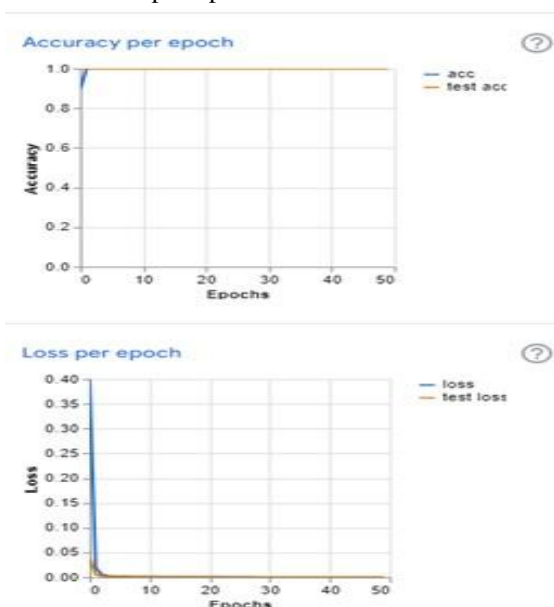 Accuracy per epoch ?
1.0
0.8
0.6
0.4
0.2
0.0
Accuracy
0 10 20 30 40 50
Epochs
acc
test acc
Loss per epoch ?
0.40
0.35
0.30
0.25
0.20
0.15
0.10
0.05
0.00
Loss
0 10 20 30 40 50
Epochs
loss
test loss